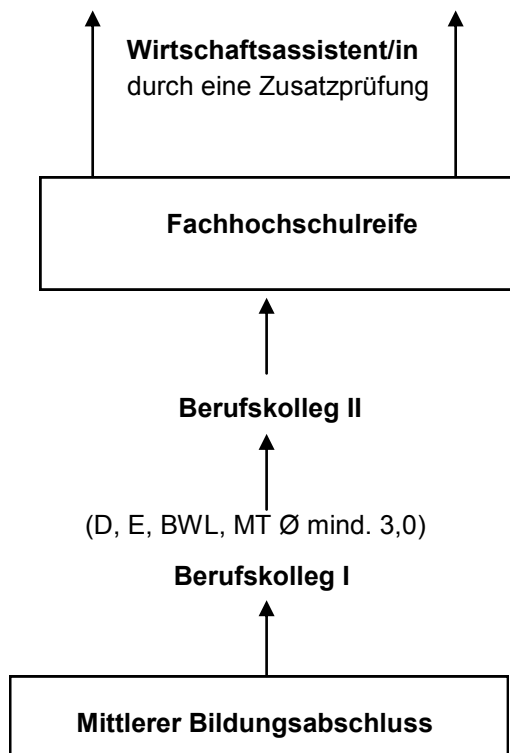 Wirtschaftsassistent/in
durch eine Zusatzprüfung
Fachhochschulreife
Berufskolleg II
(D, E, BWL, MT Ø mind. 3,0)
Berufskolleg I
Mittlerer Bildungsabschluss